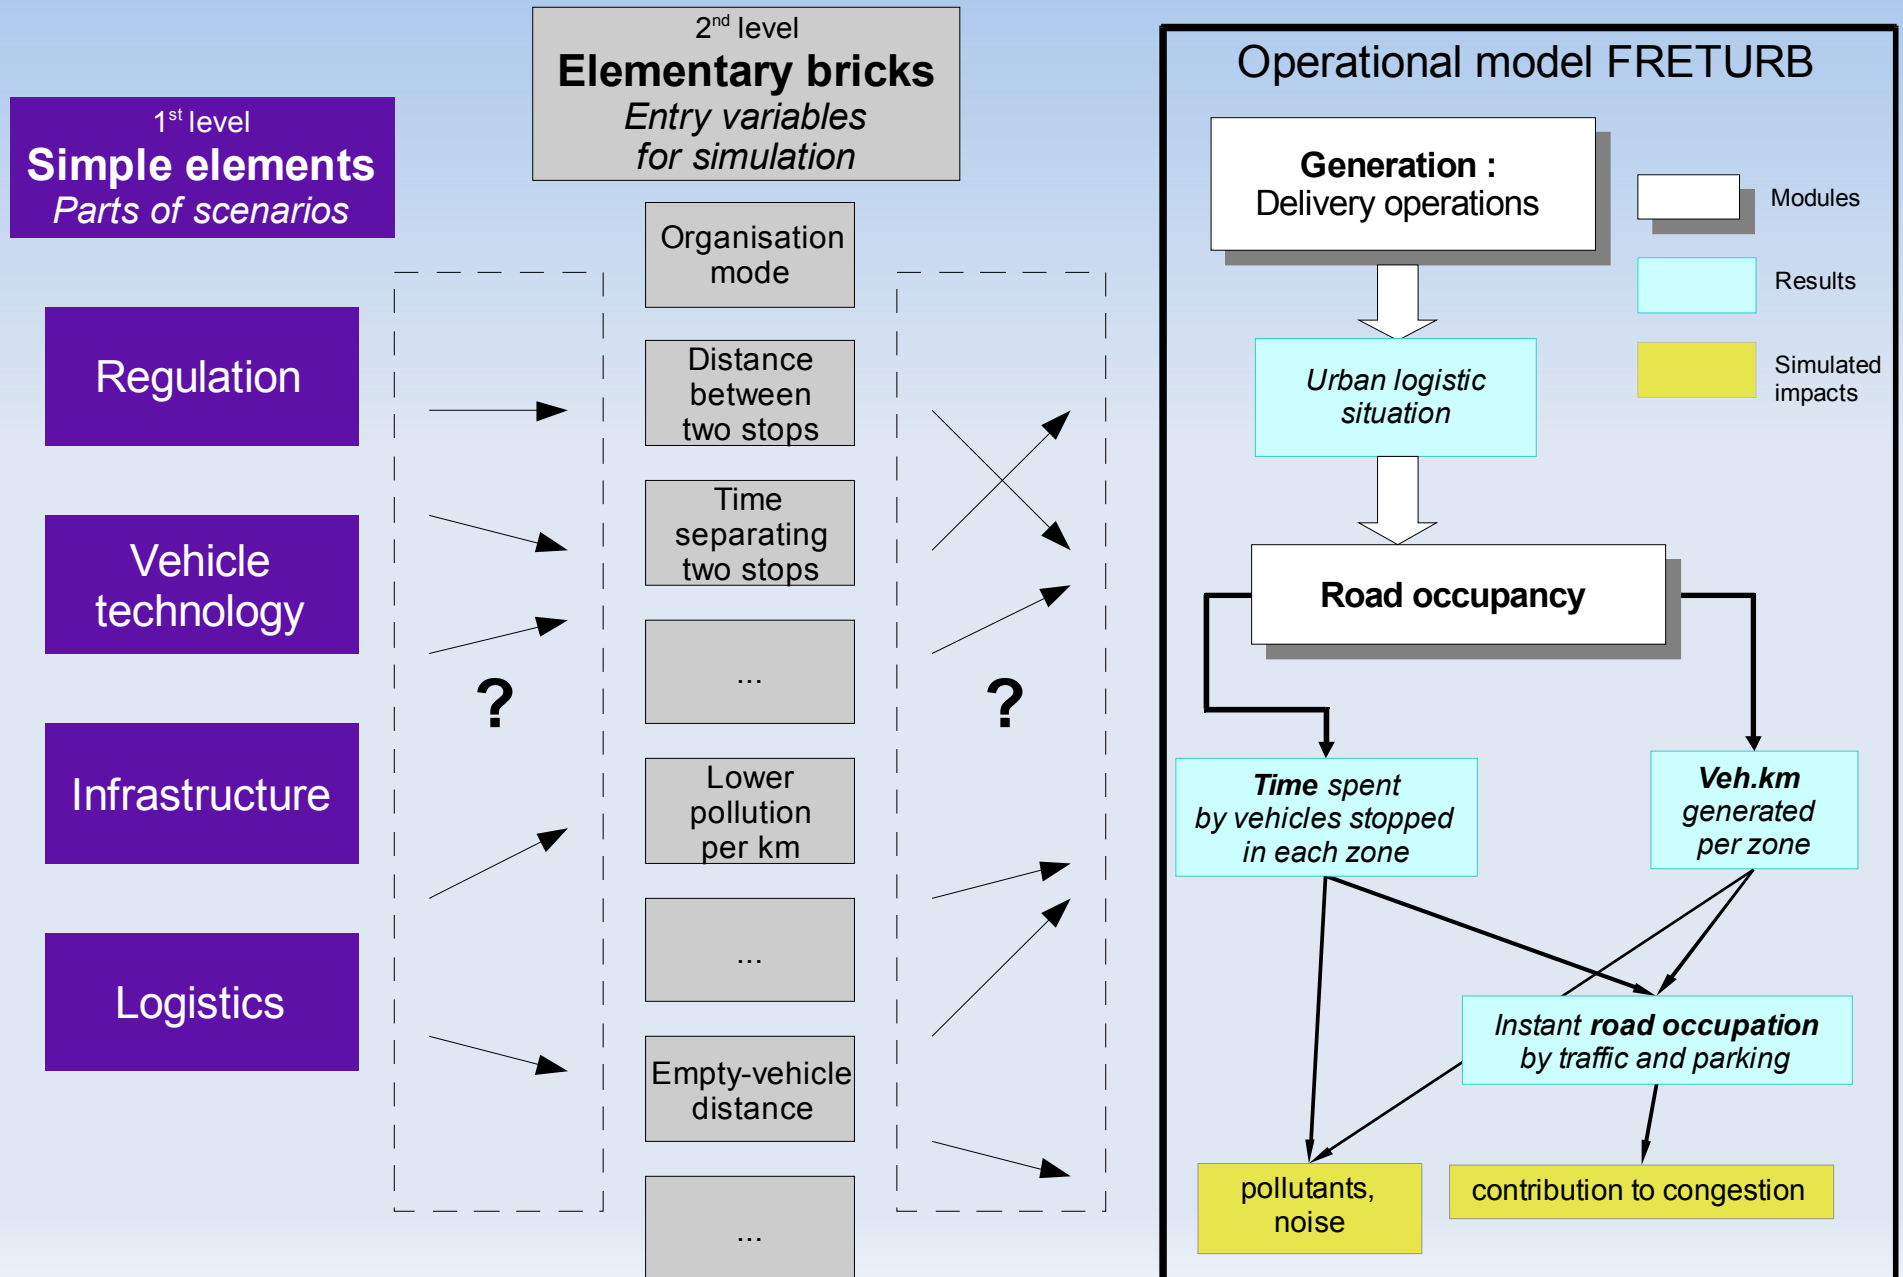 1st level
Simple elements
Parts of scenarios
Regulation
Vehicle
technology
Infrastructure
Logistics
?
2nd level
Elementary bricks
Entry variables
for simulation
Organisation
mode
Distance
between
two stops
Time
separating
two stops
...
Lower
pollution
per km
...
Empty-vehicle
distance
...
?
Operational model FRETURB
Generation :
Delivery operations
Urban logistic
situation
Road occupancy
Time spent
by vehicles stopped
in each zone
Veh.km
generated
per zone
Instant road occupation
by traffic and parking
pollutants,
noise
contribution to congestion
Modules
Results
Simulated
impacts